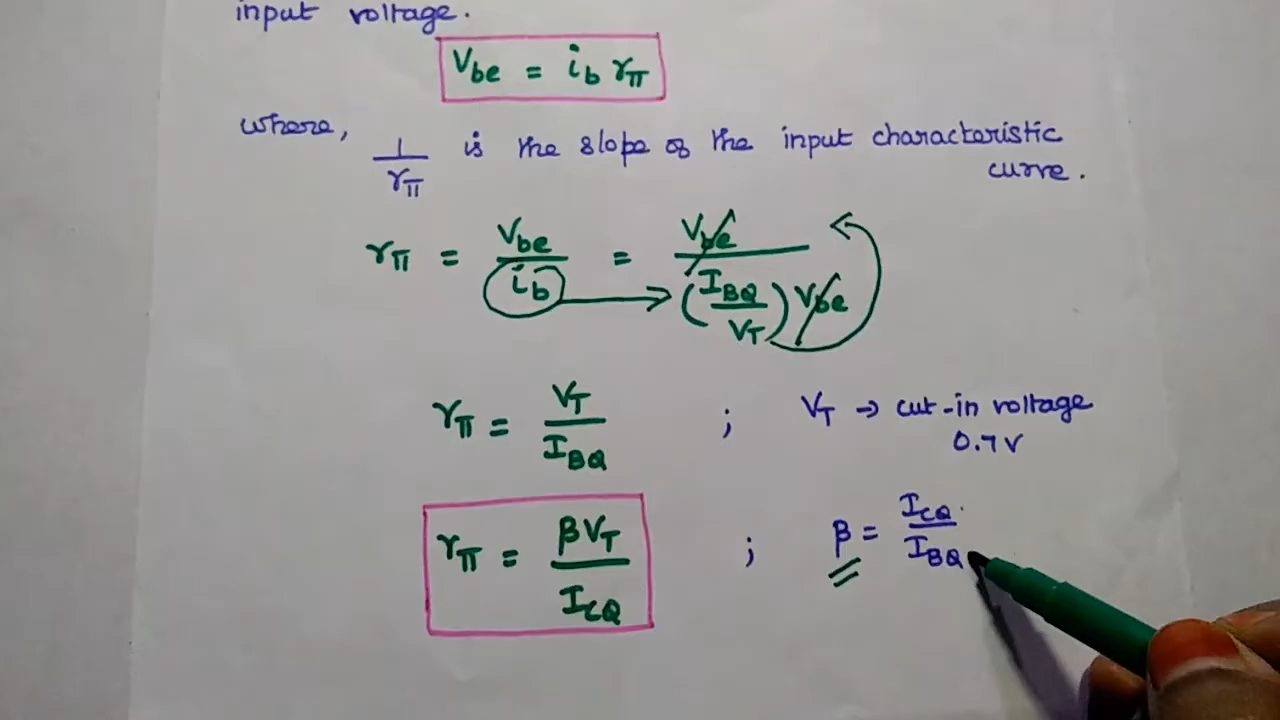 input voltage.
Vbe = ib rπ
where, 1/rπ is the slope of the input characteristic
curve.
rπ = Vbe/ib = Vbe/(IBQ/VT) Vbe
rπ = VT/IBQ ; VT → cut-in voltage
0.7V
rπ = βVT/ICQ ; β = ICQ/IBQ